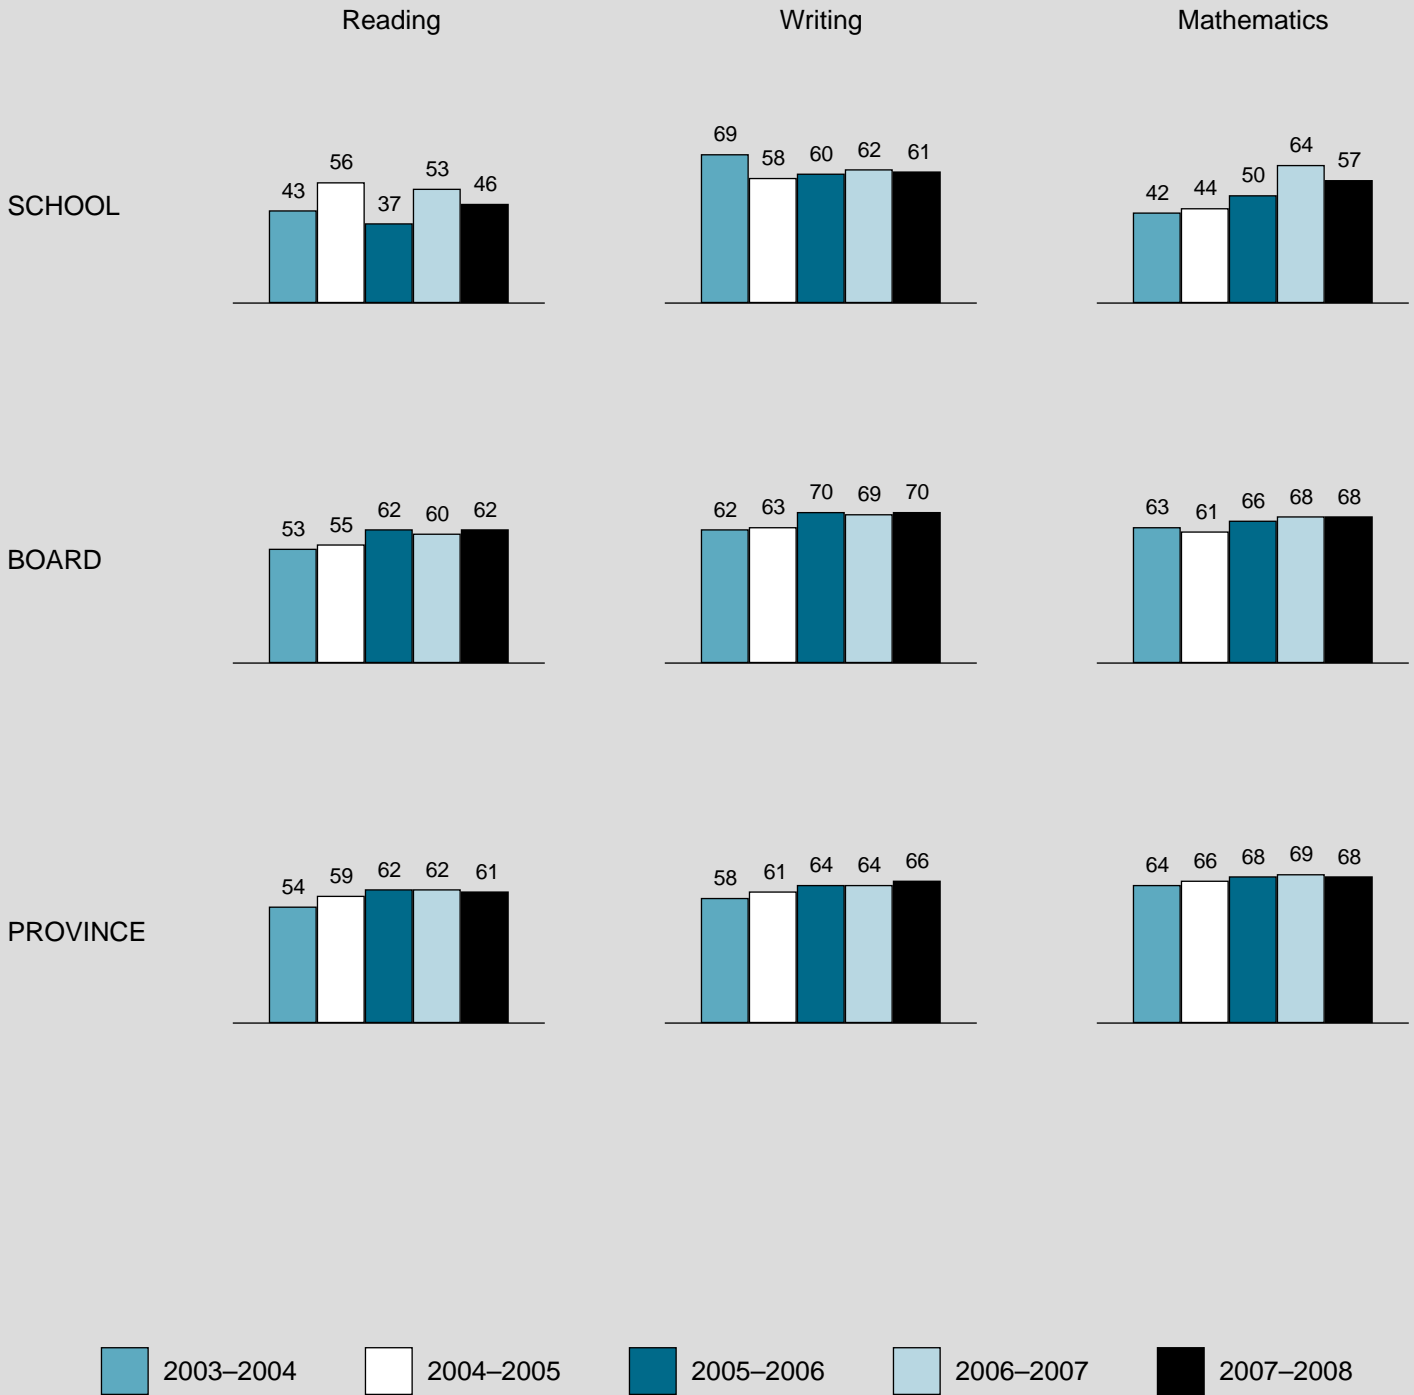 Reading Writing Mathematics
SCHOOL
43 56 37 53 46
69 58 60 62 61
42 44 50 64 57
BOARD
53 55 62 60 62
62 63 70 69 70
63 61 66 68 68
PROVINCE
54 59 62 62 61
58 61 64 64 66
64 66 68 69 68
2003–2004 2004–2005 2005–2006 2006–2007 2007–2008